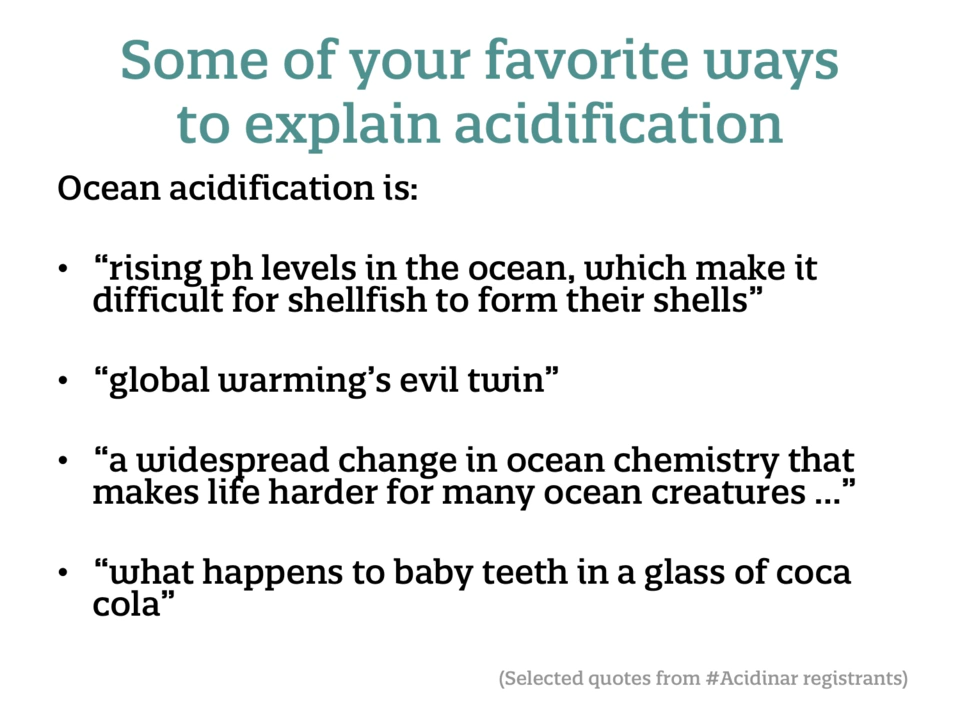 Some of your favorite ways
to explain acidification
Ocean acidification is:
• “rising ph levels in the ocean, which make it
difficult for shellfish to form their shells”
• “global warming’s evil twin”
• “a widespread change in ocean chemistry that
makes life harder for many ocean creatures ...”
• “what happens to baby teeth in a glass of coca
cola”
(Selected quotes from #Acidinar registrants)